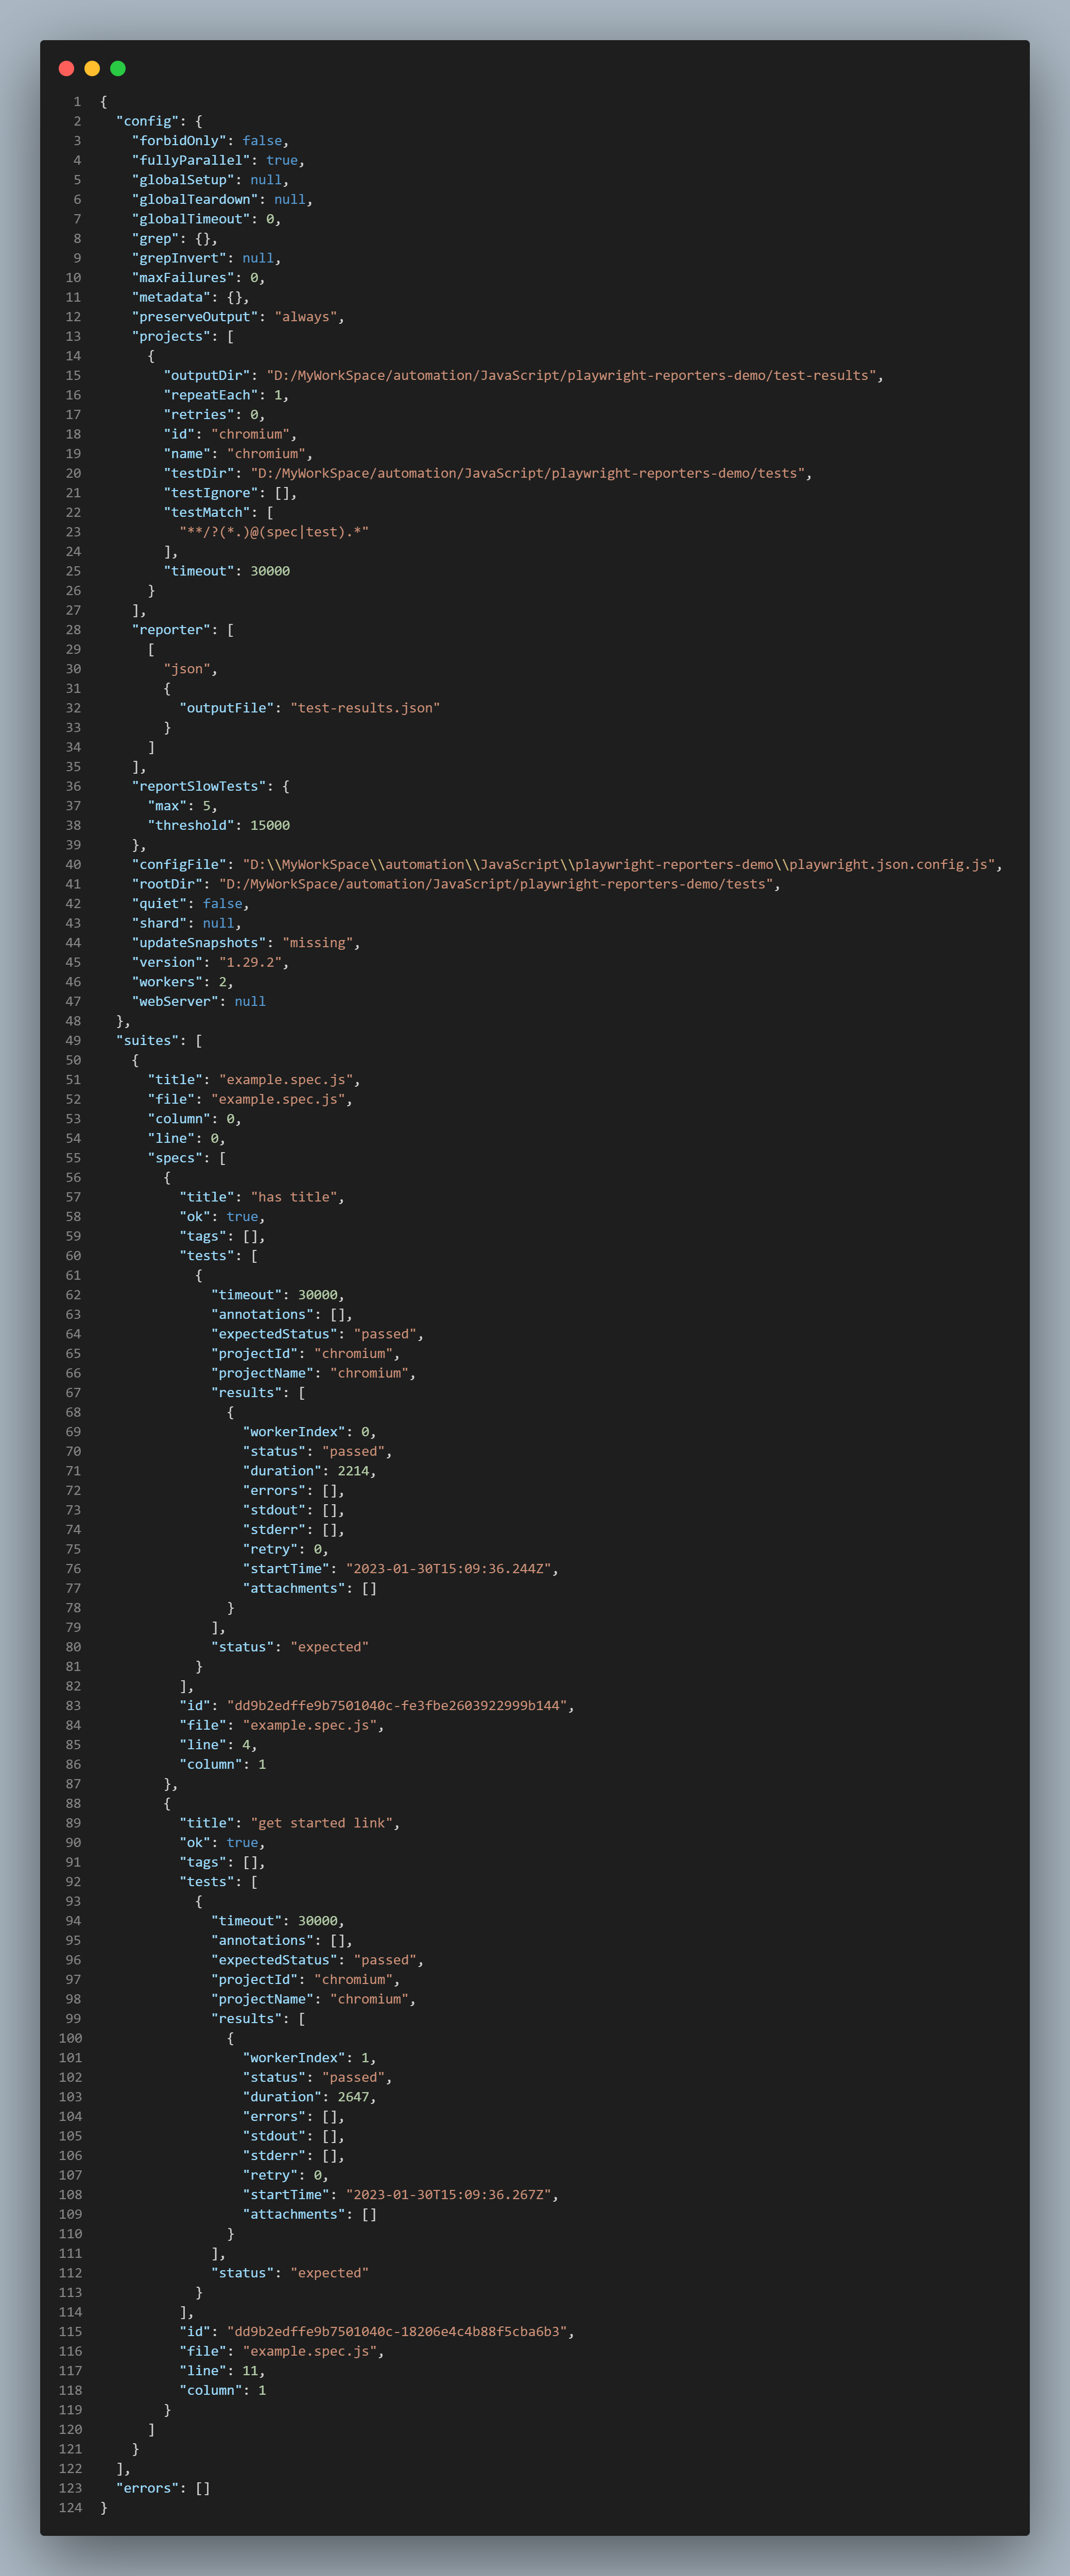 1 {
2   "config": {
3     "forbidOnly": false,
4     "fullyParallel": true,
5     "globalSetup": null,
6     "globalTeardown": null,
7     "globalTimeout": 0,
8     "grep": {},
9     "grepInvert": null,
10     "maxFailures": 0,
11     "metadata": {},
12     "preserveOutput": "always",
13     "projects": [
14       {
15         "outputDir": "D:/MyWorkSpace/automation/JavaScript/playwright-reporters-demo/test-results",
16         "repeatEach": 1,
17         "retries": 0,
18         "id": "chromium",
19         "name": "chromium",
20         "testDir": "D:/MyWorkSpace/automation/JavaScript/playwright-reporters-demo/tests",
21         "testIgnore": [],
22         "testMatch": [
23           "**/?(*.)@(spec|test).*"
24         ],
25         "timeout": 30000
26       }
27     ],
28     "reporter": [
29       [
30         "json",
31         {
32           "outputFile": "test-results.json"
33         }
34       ]
35     ],
36     "reportSlowTests": {
37       "max": 5,
38       "threshold": 15000
39     },
40     "configFile": "D:\\MyWorkSpace\\automation\\JavaScript\\playwright-reporters-demo\\playwright.json.config.js",
41     "rootDir": "D:/MyWorkSpace/automation/JavaScript/playwright-reporters-demo/tests",
42     "quiet": false,
43     "shard": null,
44     "updateSnapshots": "missing",
45     "version": "1.29.2",
46     "workers": 2,
47     "webServer": null
48   },
49   "suites": [
50     {
51       "title": "example.spec.js",
52       "file": "example.spec.js",
53       "column": 0,
54       "line": 0,
55       "specs": [
56         {
57           "title": "has title",
58           "ok": true,
59           "tags": [],
60           "tests": [
61             {
62               "timeout": 30000,
63               "annotations": [],
64               "expectedStatus": "passed",
65               "projectId": "chromium",
66               "projectName": "chromium",
67               "results": [
68                 {
69                   "workerIndex": 0,
70                   "status": "passed",
71                   "duration": 2214,
72                   "errors": [],
73                   "stdout": [],
74                   "stderr": [],
75                   "retry": 0,
76                   "startTime": "2023-01-30T15:09:36.244Z",
77                   "attachments": []
78                 }
79               ],
80               "status": "expected"
81             }
82           ],
83           "id": "dd9b2edffe9b7501040c-fe3fbe2603922999b144",
84           "file": "example.spec.js",
85           "line": 4,
86           "column": 1
87         },
88         {
89           "title": "get started link",
90           "ok": true,
91           "tags": [],
92           "tests": [
93             {
94               "timeout": 30000,
95               "annotations": [],
96               "expectedStatus": "passed",
97               "projectId": "chromium",
98               "projectName": "chromium",
99               "results": [
100                 {
101                   "workerIndex": 1,
102                   "status": "passed",
103                   "duration": 2647,
104                   "errors": [],
105                   "stdout": [],
106                   "stderr": [],
107                   "retry": 0,
108                   "startTime": "2023-01-30T15:09:36.267Z",
109                   "attachments": []
110                 }
111               ],
112               "status": "expected"
113             }
114           ],
115           "id": "dd9b2edffe9b7501040c-18206e4c4b88f5cba6b3",
116           "file": "example.spec.js",
117           "line": 11,
118           "column": 1
119         }
120       ]
121     }
122   ],
123   "errors": []
124 }